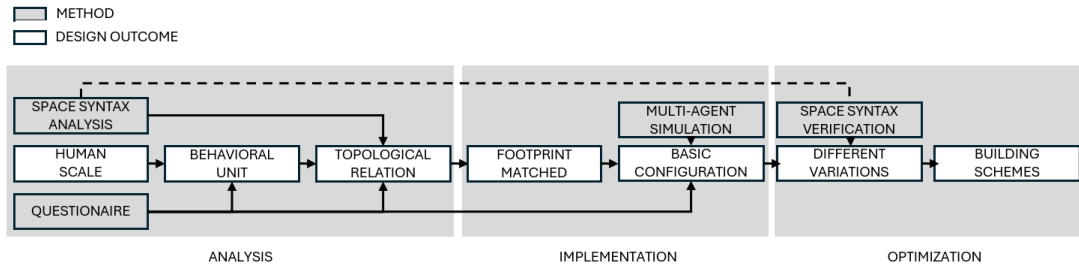 METHOD
DESIGN OUTCOME
SPACE SYNTAX
ANALYSIS
MULTI-AGENT
SIMULATION
SPACE SYNTAX
VERIFICATION
HUMAN
SCALE
BEHAVIORAL
UNIT
TOPOLOGICAL
RELATION
FOOTPRINT
MATCHED
BASIC
CONFIGURATION
DIFFERENT
VARIATIONS
BUILDING
SCHEMES
QUESTIONAIRE
ANALYSIS
IMPLEMENTATION
OPTIMIZATION